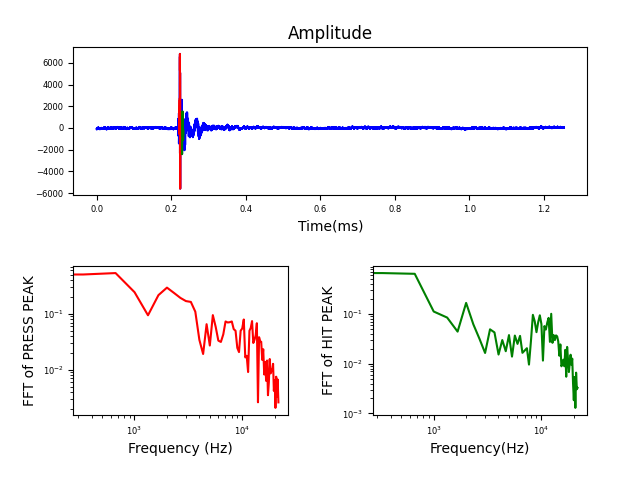 Amplitude
6000
4000
2000
0
−2000
−4000
−6000
0.0 0.2 0.4 0.6 0.8 1.0 1.2
Time(ms)
FFT of PRESS PEAK
10⁻¹
10⁻²
10³ 10⁴
Frequency (Hz)
FFT of HIT PEAK
10⁻¹
10⁻²
10⁻³
10³ 10⁴
Frequency(Hz)